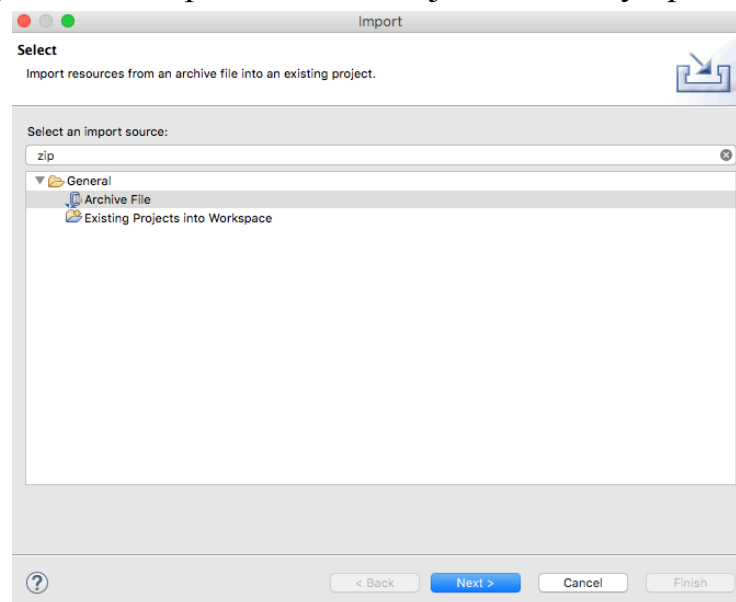 Import
Select
Import resources from an archive file into an existing project.
Select an import source:
zip
General
Archive File
Existing Projects into Workspace
?
< Back Next > Cancel Finish